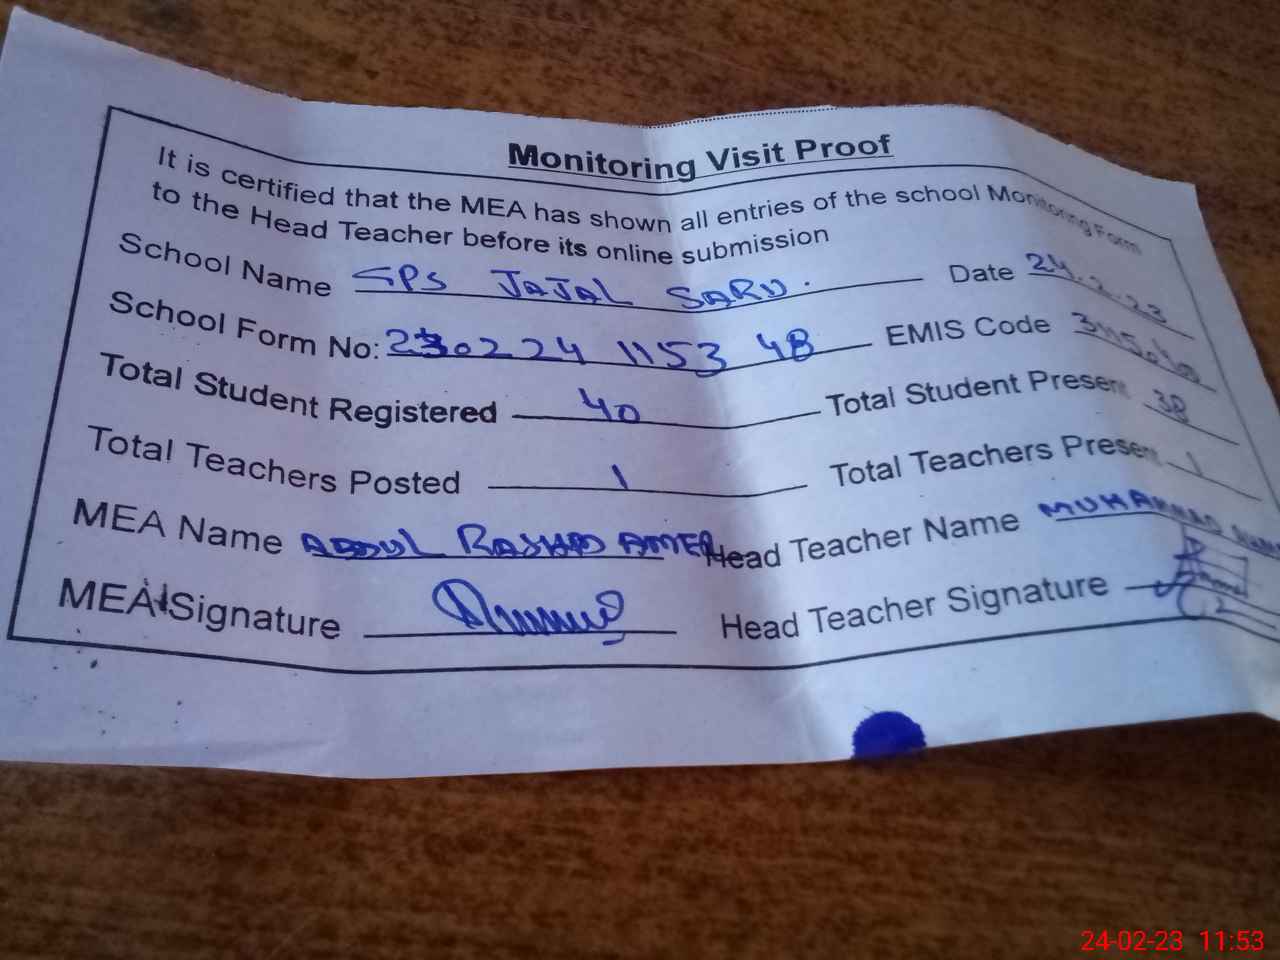 Monitoring Visit Proof
It is certified that the MEA has shown all entries of the school Monitoring Form
to the Head Teacher before its online submission
School Name GPS JAJAL SARU. Date 24.2.23
School Form No: 230224 1153 48 EMIS Code
Total Student Registered 40 Total Student Present 38
Total Teachers Posted 1 Total Teachers Present 1
MEA Name ABDUL RASHID AMER Head Teacher Name MUHAMMAD
MEA Signature Head Teacher Signature
24-02-23 11:53